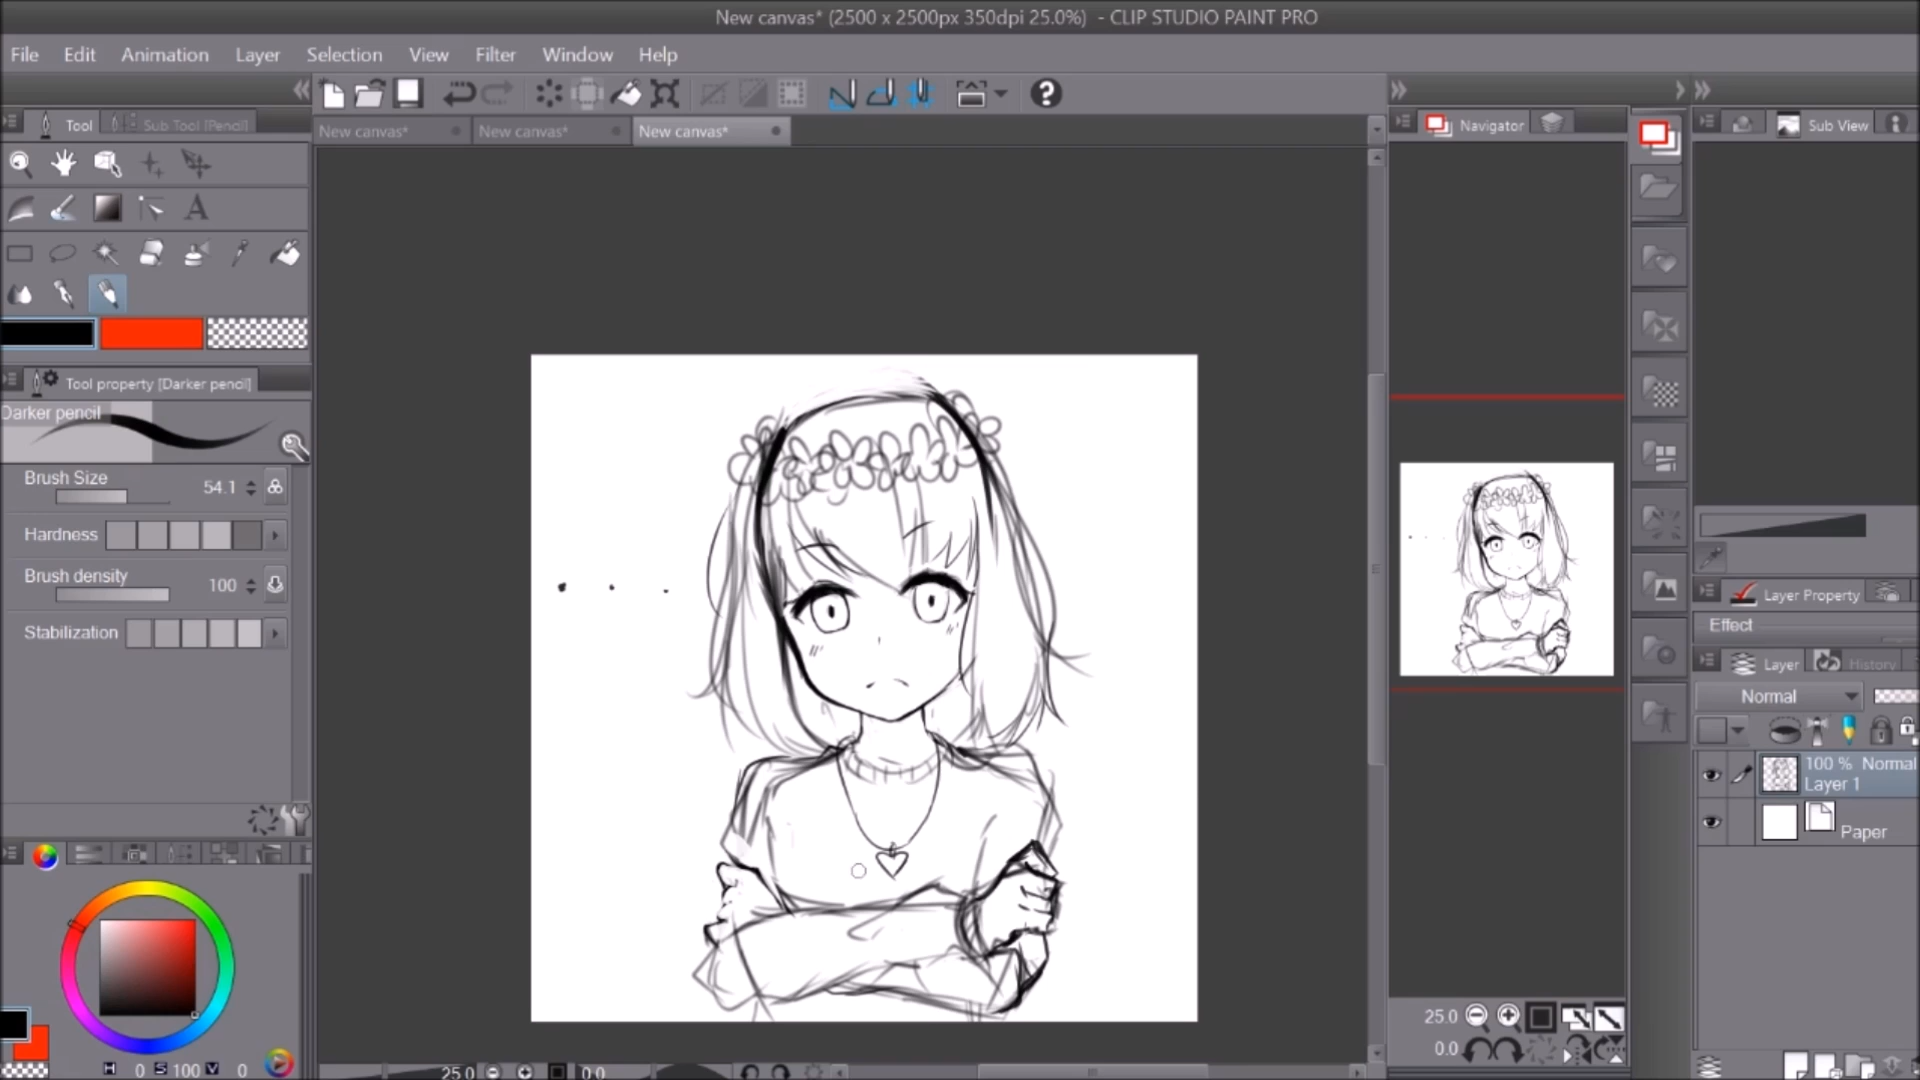 New canvas* (2500 x 2500px 350dpi 25.0%) - CLIP STUDIO PAINT PRO
File Edit Animation Layer Selection View Filter Window Help
Tool Sub Tool [Pencil]
New canvas* New canvas* New canvas*
Navigator
Sub View
A
Tool property [Darker pencil]
Darker pencil
Brush Size 54.1
Hardness
Brush density 100
Stabilization
Layer Property
Effect
Layer History
Normal
100 % Normal
Layer 1
Paper
25.0
0.0
H 0 S 100 V 0
25.0 0.0